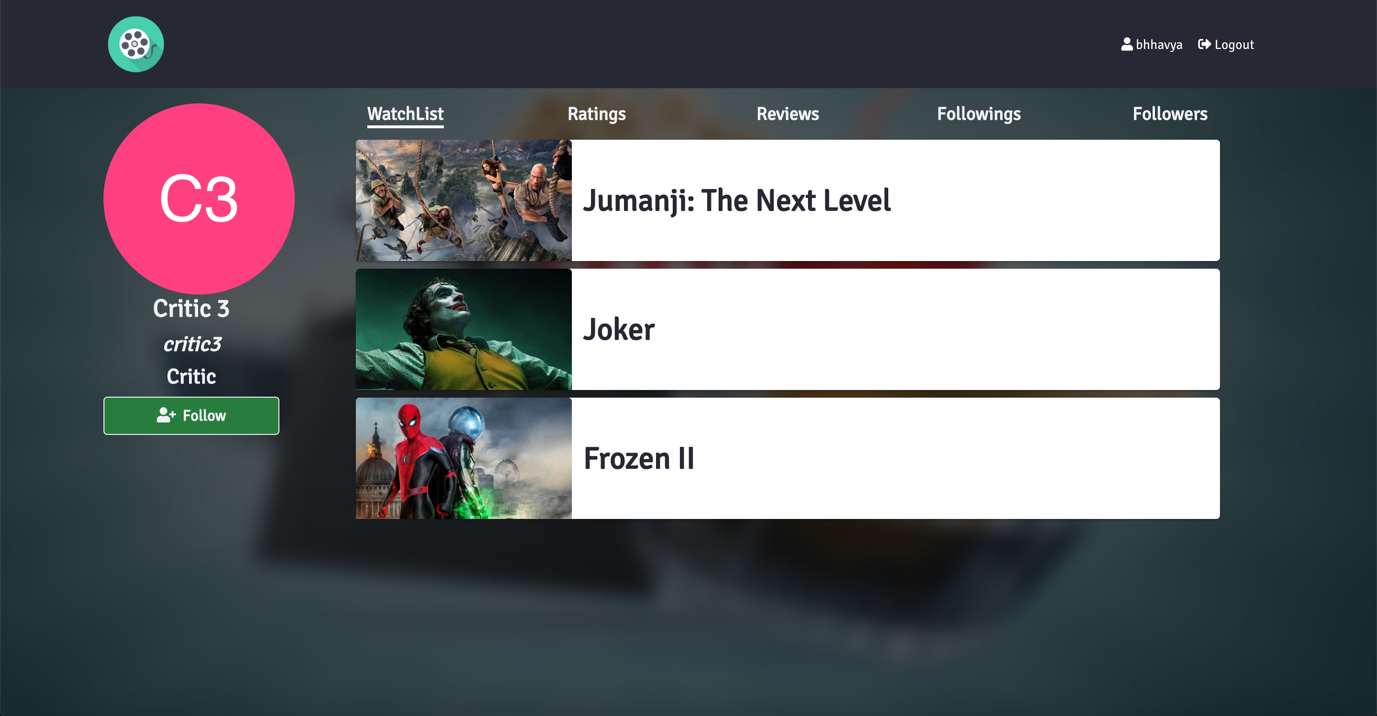 bhhavya Logout
WatchList Ratings Reviews Followings Followers
C3
Critic 3
critic3
Critic
Follow
Jumanji: The Next Level
Joker
Frozen II